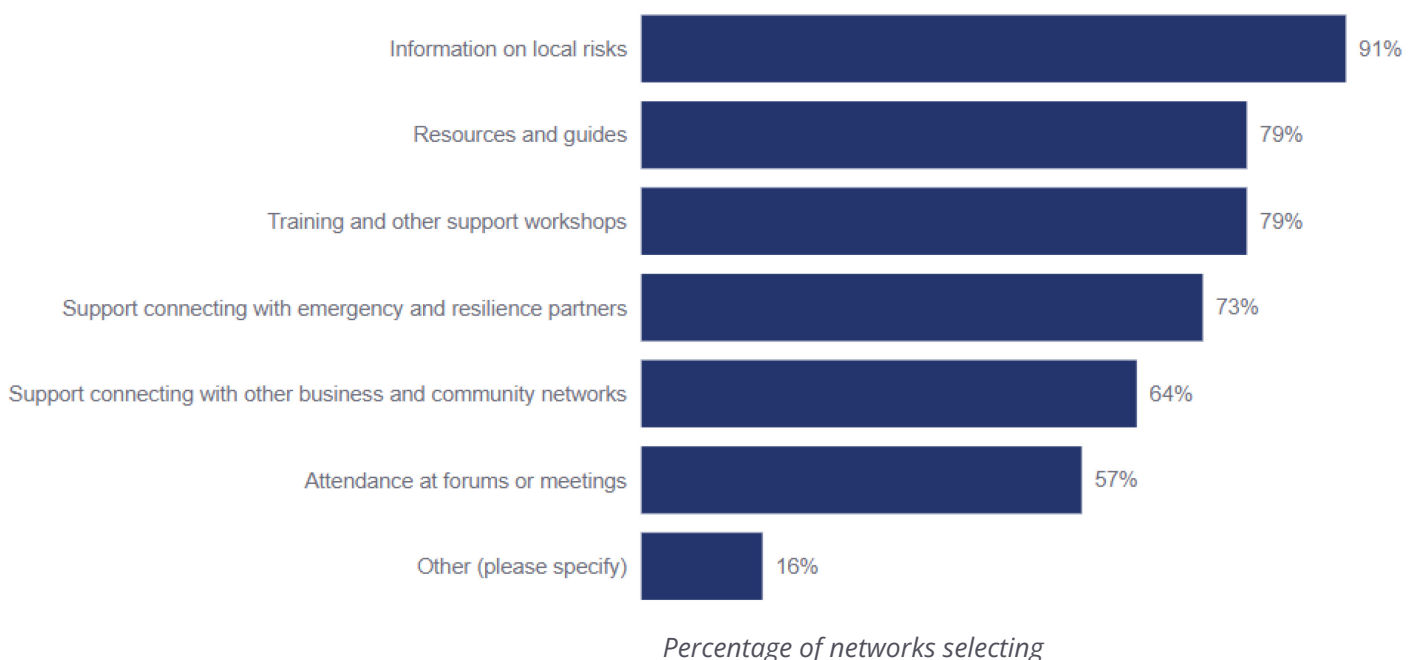 Information on local risks 91%
Resources and guides 79%
Training and other support workshops 79%
Support connecting with emergency and resilience partners 73%
Support connecting with other business and community networks 64%
Attendance at forums or meetings 57%
Other (please specify) 16%
Percentage of networks selecting